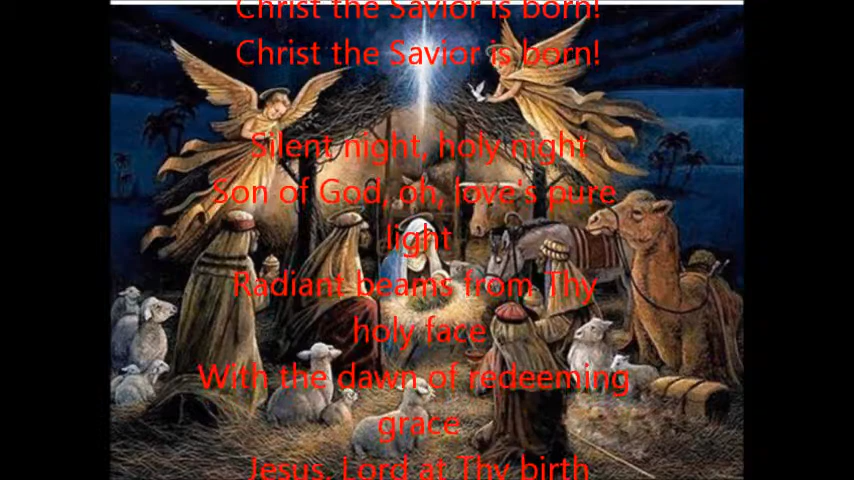 Christ the Savior is born!
Christ the Savior is born!
Silent night, holy night
Son of God, oh, love's pure
light
Radiant beams from Thy
holy face
With the dawn of redeeming
grace
Jesus, Lord at Thy birth